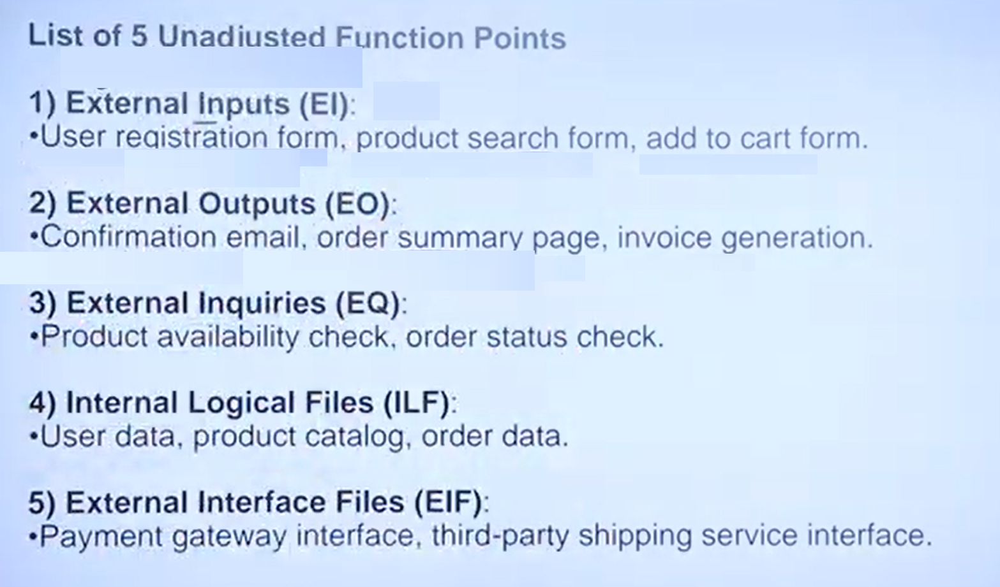 List of 5 Unadjusted Function Points
1) External Inputs (EI):
•User registration form, product search form, add to cart form.
2) External Outputs (EO):
•Confirmation email, order summary page, invoice generation.
3) External Inquiries (EQ):
•Product availability check, order status check.
4) Internal Logical Files (ILF):
•User data, product catalog, order data.
5) External Interface Files (EIF):
•Payment gateway interface, third-party shipping service interface.